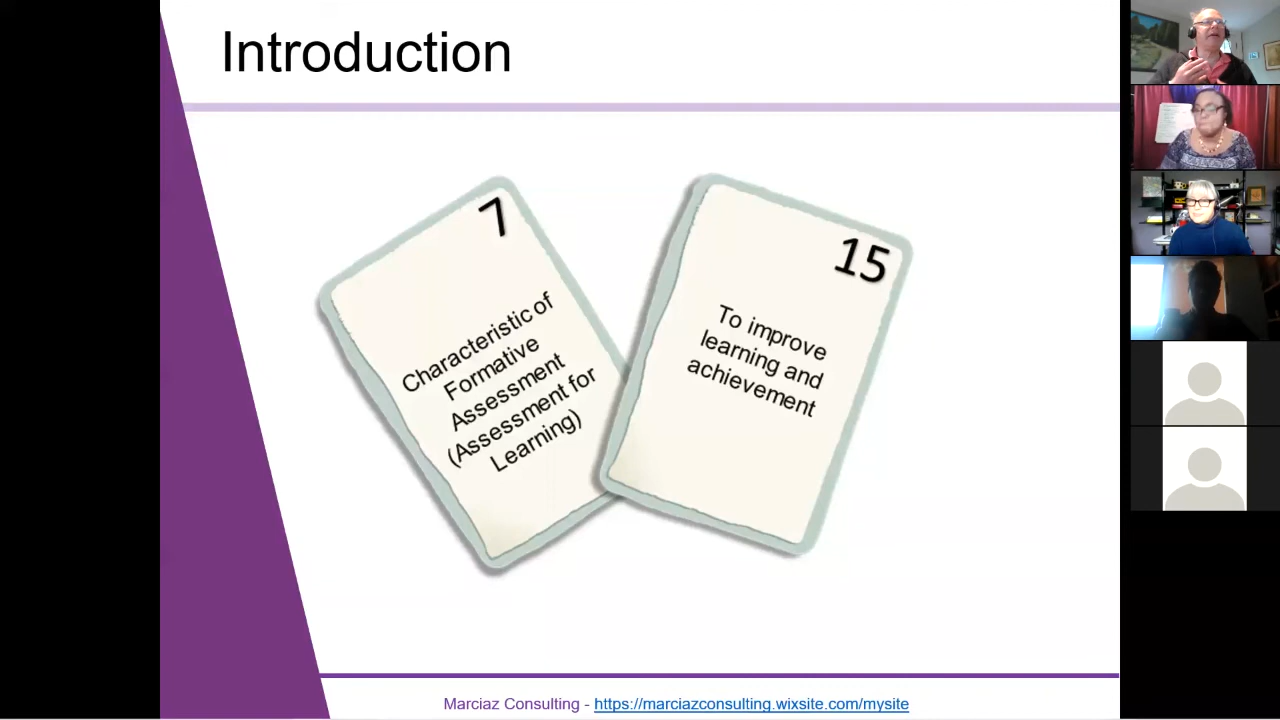 Introduction
7
Characteristic of
Formative
Assessment
(Assessment for
Learning)
15
To improve
learning and
achievement
Marciaz Consulting - https://marciazconsulting.wixsite.com/mysite